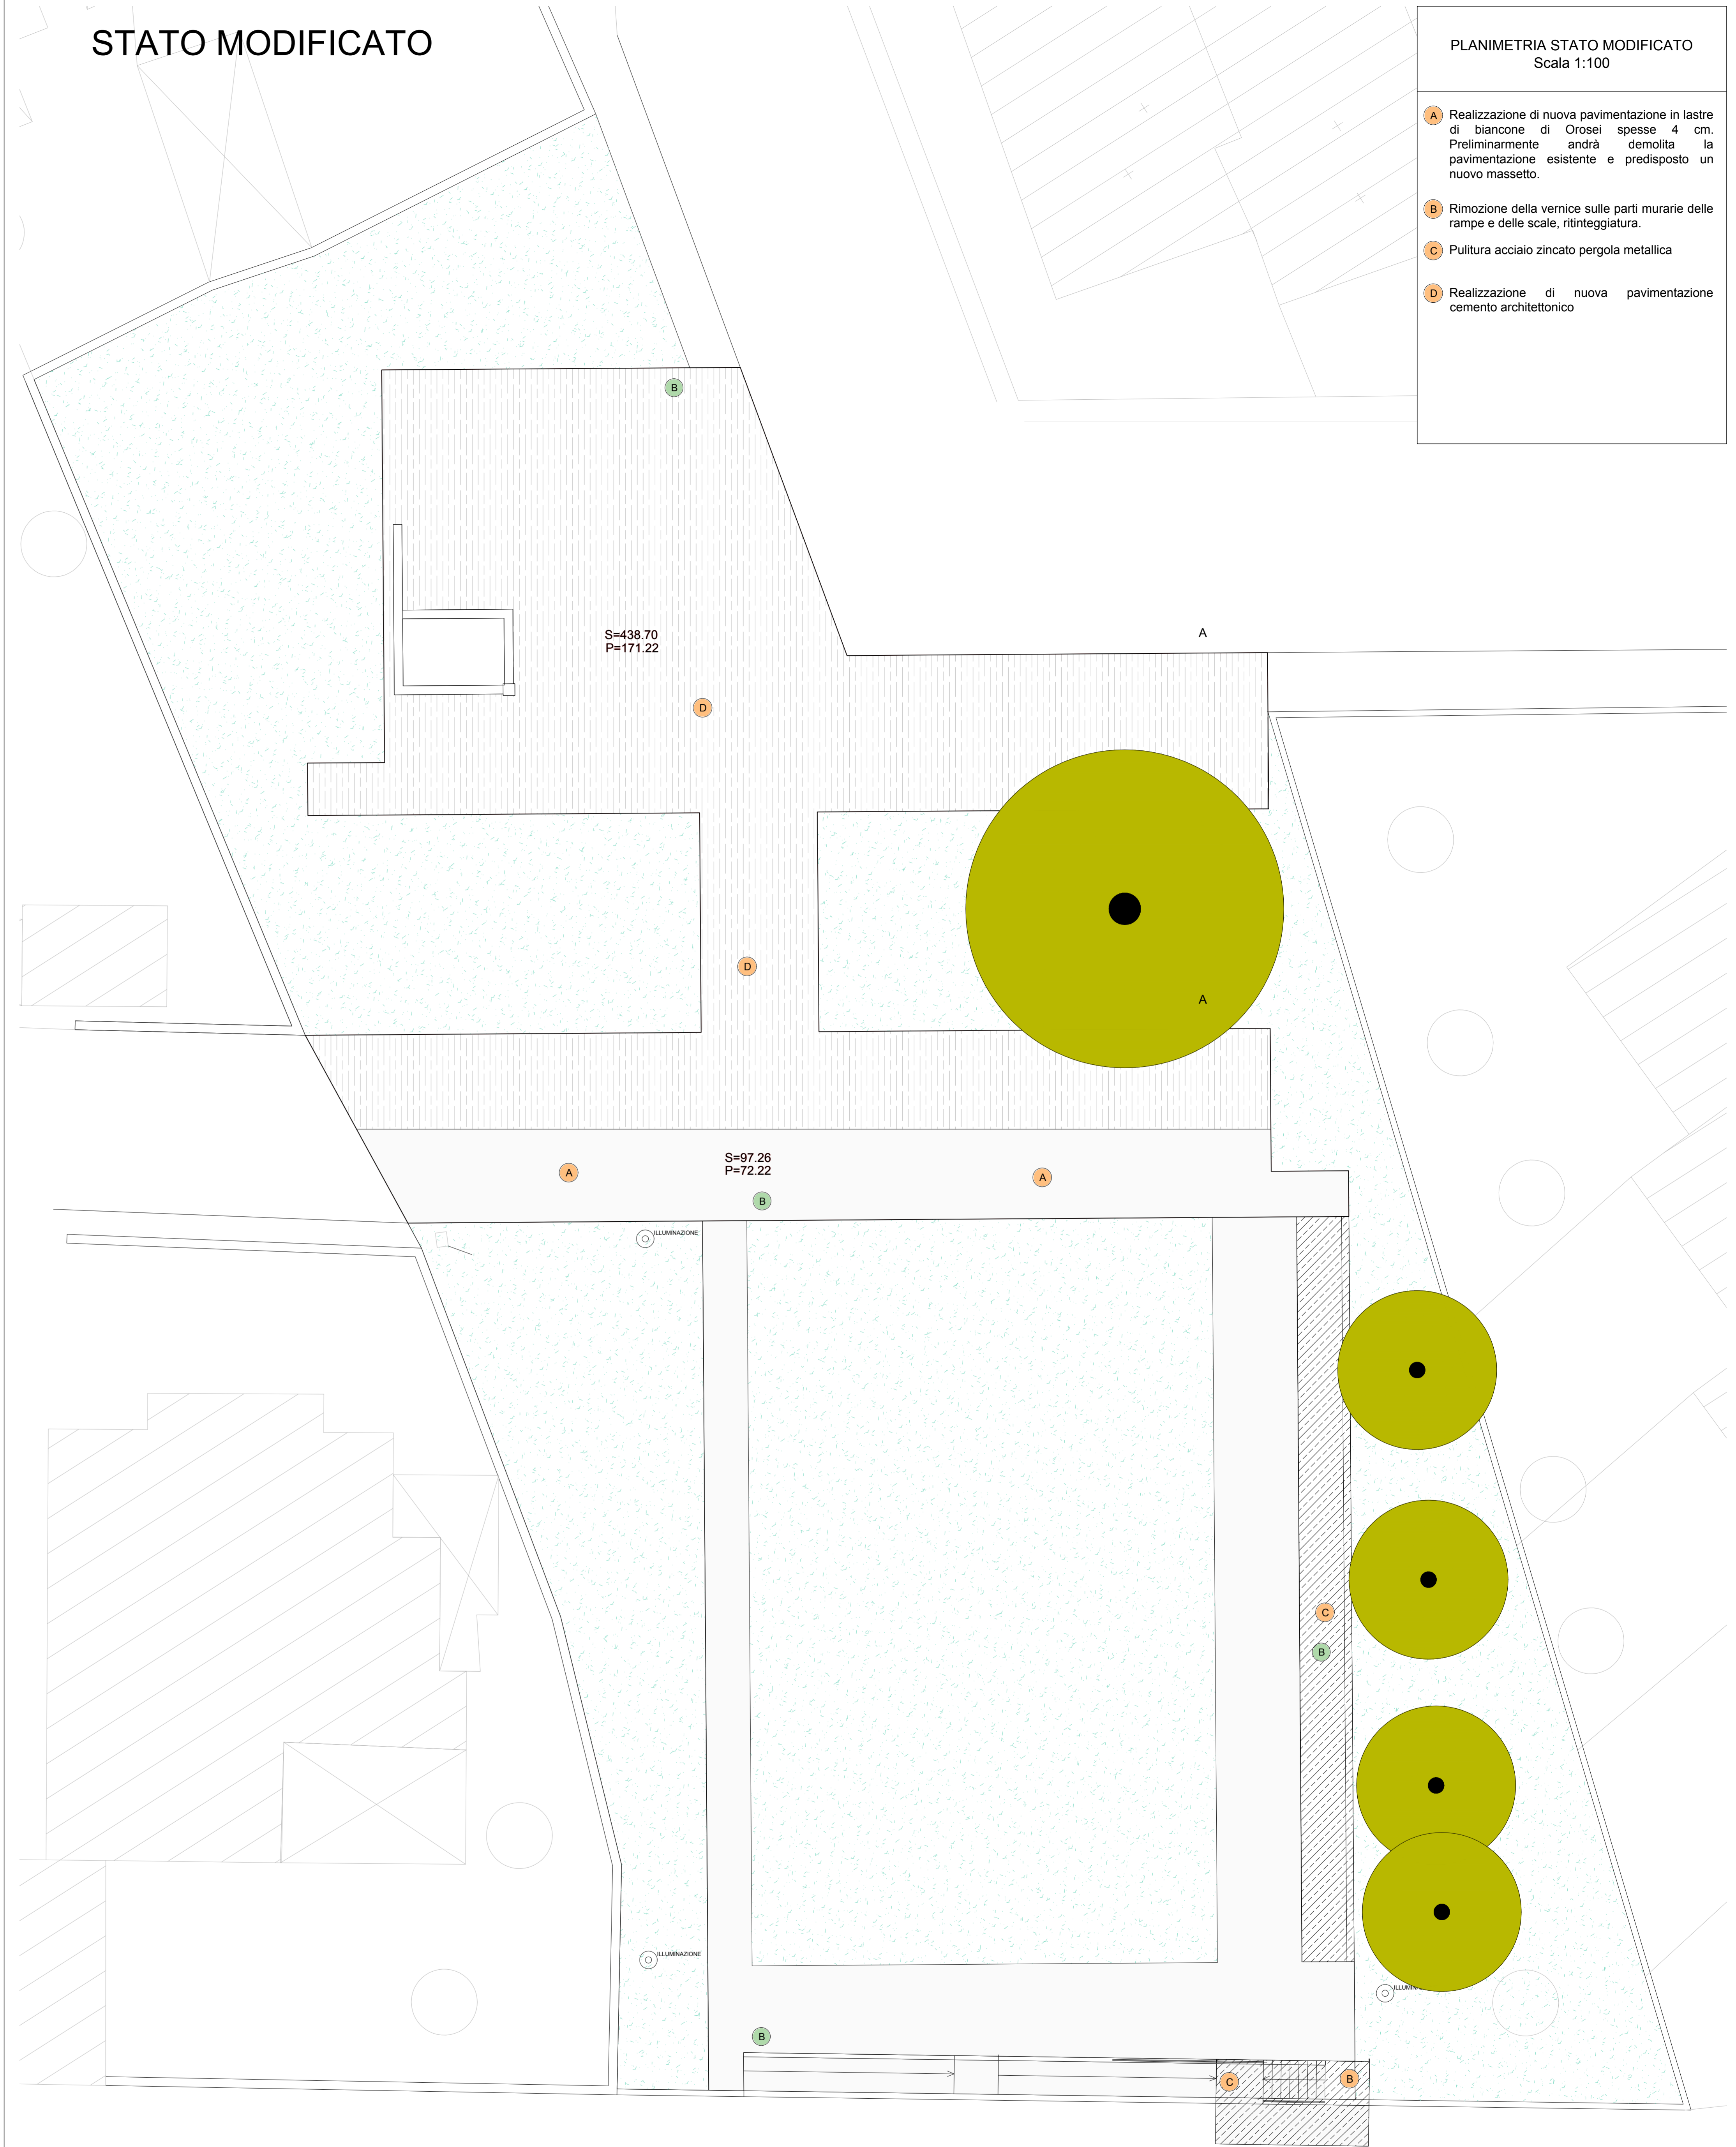 STATO MODIFICATO
PLANIMETRIA STATO MODIFICATO
Scala 1:100
A Realizzazione di nuova pavimentazione in lastre
di biancone di Orosei spesse 4 cm.
Preliminarmente andrà demolita la
pavimentazione esistente e predisposto un
nuovo massetto.
B Rimozione della vernice sulle parti murarie delle
rampe e delle scale, ritinteggiatura.
C Pulitura acciaio zincato pergola metallica
D Realizzazione di nuova pavimentazione
cemento architettonico
B
S=438.70
P=171.22
A
D
D
A
S=97.26
P=72.22
A
A
B
ILLUMINAZIONE
C
B
ILLUMINAZIONE
B
C
B